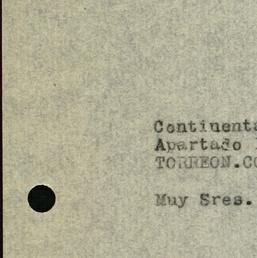 Continenta
Apartado
TORREON.CO
Muy Sres.